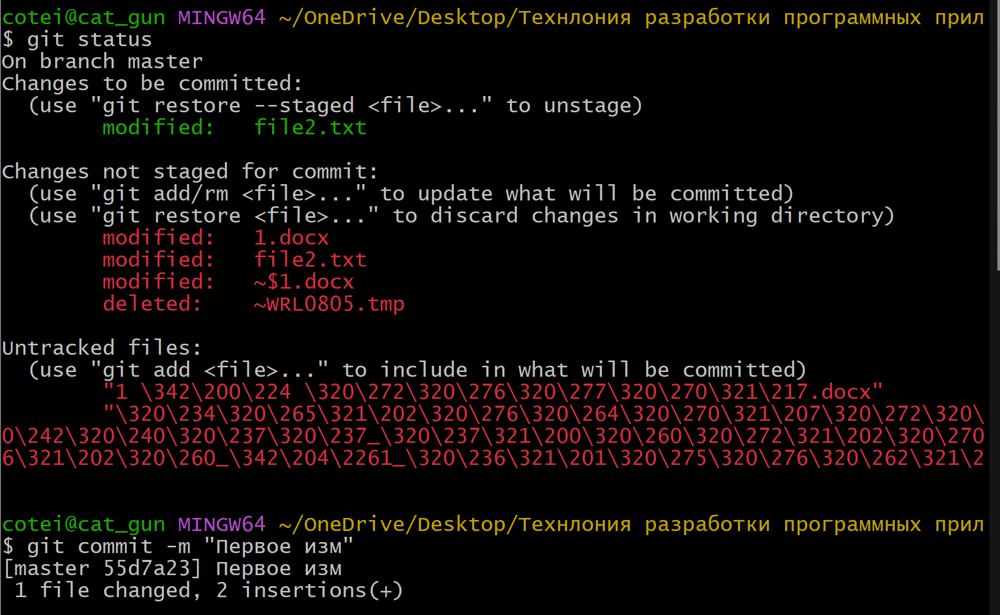 cotei@cat_gun MINGW64 ~/OneDrive/Desktop/Технлония разработки программных прил
$ git status
On branch master
Changes to be committed:
  (use "git restore --staged <file>..." to unstage)
        modified:   file2.txt

Changes not staged for commit:
  (use "git add/rm <file>..." to update what will be committed)
  (use "git restore <file>..." to discard changes in working directory)
        modified:   1.docx
        modified:   file2.txt
        modified:   ~$1.docx
        deleted:    ~WRL0805.tmp

Untracked files:
  (use "git add <file>..." to include in what will be committed)
        "1 \342\200\224 \320\272\320\276\320\277\320\270\321\217.docx"
        "\320\234\320\265\321\202\320\276\320\264\320\270\321\207\320\272\320\
0\242\320\240\320\237\320\237_\320\237\321\200\320\260\320\272\321\202\320\270
6\321\202\320\260_\342\204\2261_\320\236\321\201\320\275\320\276\320\262\321\2

cotei@cat_gun MINGW64 ~/OneDrive/Desktop/Технлония разработки программных прил
$ git commit -m "Первое изм"
[master 55d7a23] Первое изм
 1 file changed, 2 insertions(+)